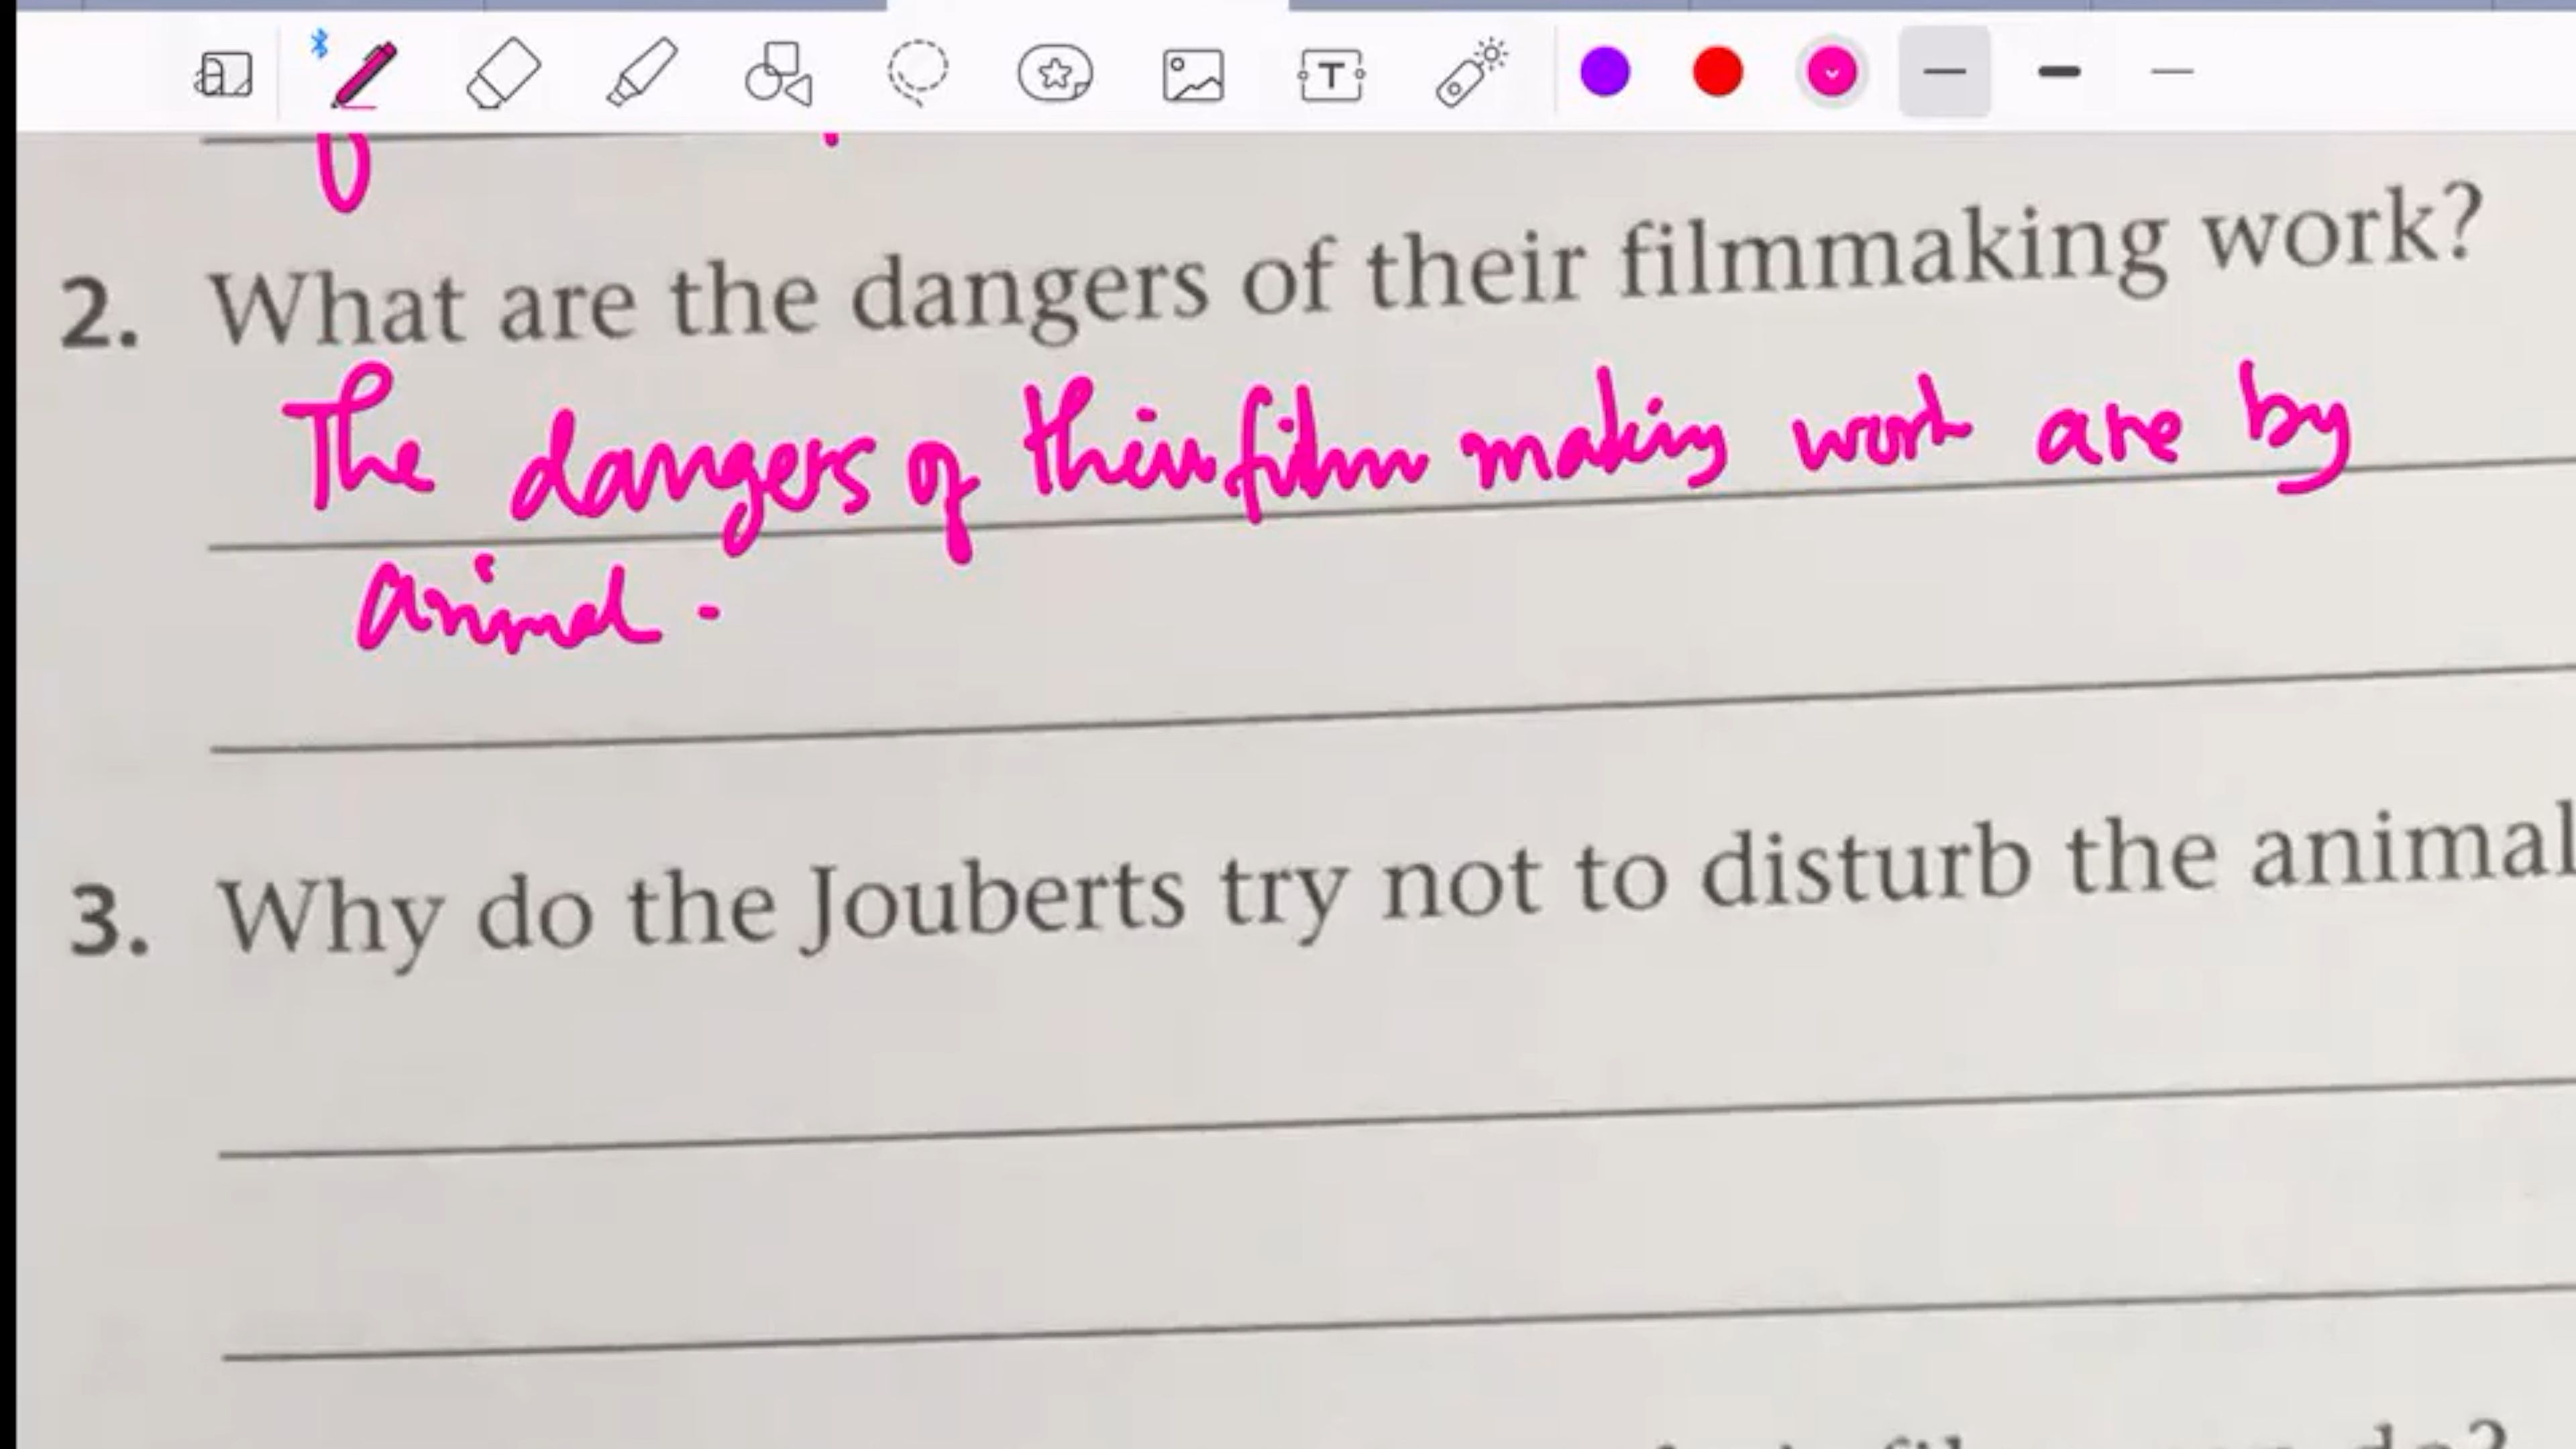 2. What are the dangers of their filmmaking work?
The dangers of their film making work are by
animal.
3. Why do the Jouberts try not to disturb the animal